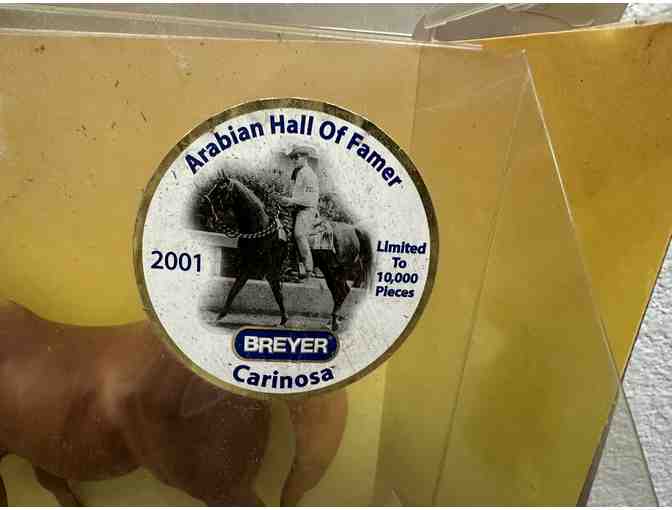 Arabian Hall Of Famer
2001
Limited
To
10,000
Pieces
BREYER
Carinosa